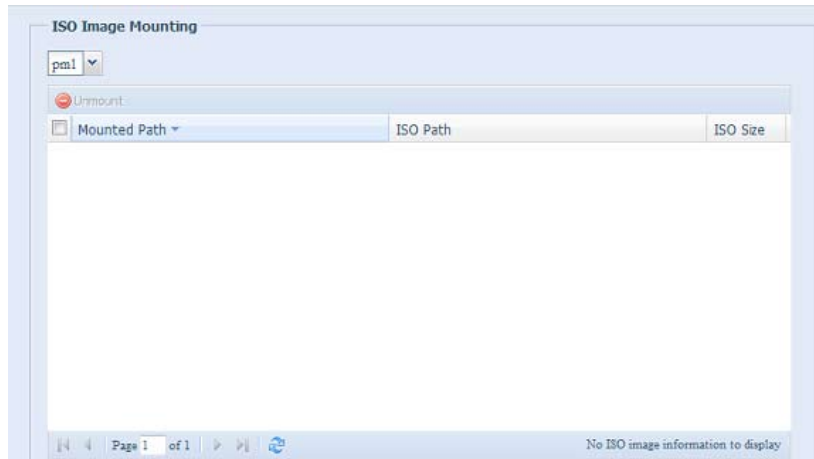 ISO Image Mounting
pm1
Unmount
Mounted Path ISO Path ISO Size
Page 1 of 1 No ISO image information to display